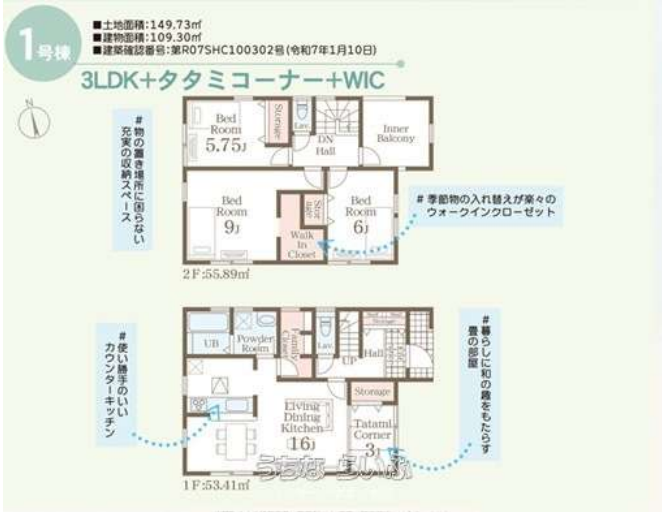 1号棟
■土地面積:149.73㎡
■建物面積:109.30㎡
■建築確認番号:第R07SHC100302号(令和7年1月10日)
3LDK+タタミコーナー+WIC
N
#物の置き場所に困らない
充実の収納スペース
Bed
Room
5.75J
Storage
Lav.
DN
Hall
Inner
Balcony
Bed
Room
9J
Stor
age
Walk
in
Closet
Bed
Room
6J
#季節物の入れ替えが楽々の
ウォークインクローゼット
2F:55.89㎡
#使い勝手のいい
カウンターキッチン
UB
Powder
Room
Family
Closet
Lav.
UP
Hall
Storage
Living
Dining
Kitchen
16J
Storage
Tatami
Corner
3J
#暮らしに和の趣をもたらす
畳の部屋
うちなーらいふ
1F:53.41㎡